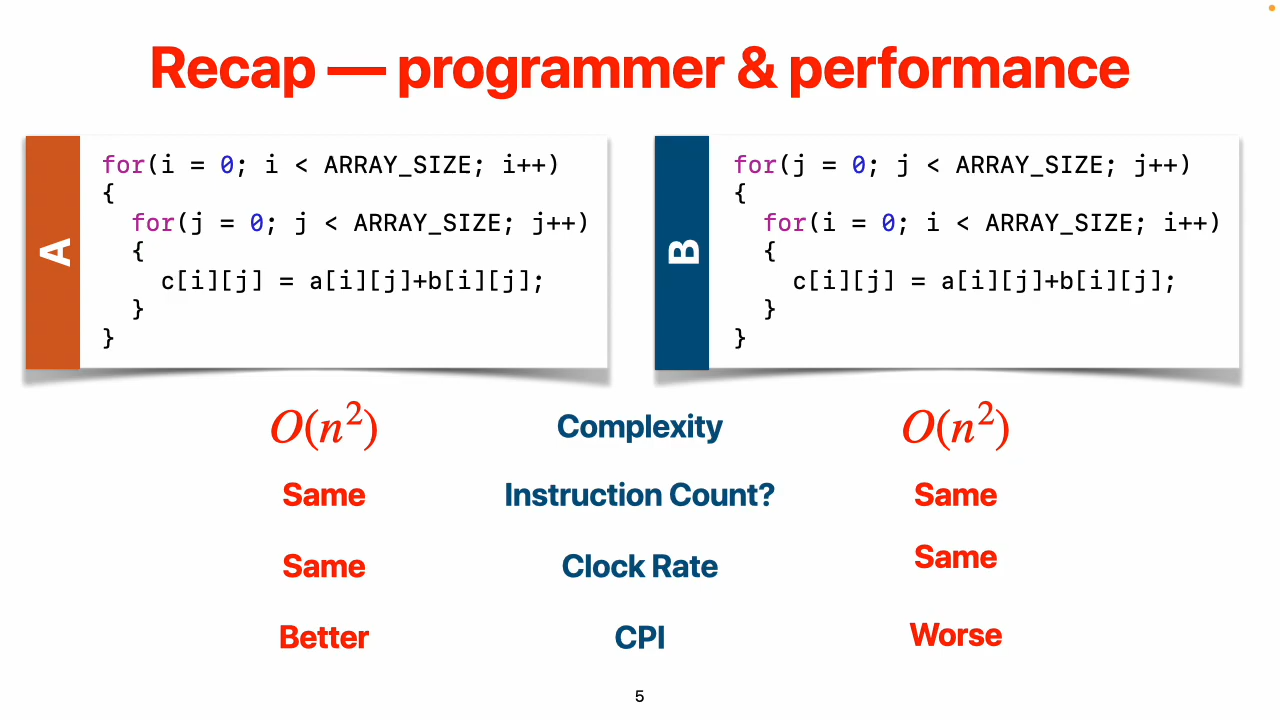 Recap — programmer & performance
A
for(i = 0; i < ARRAY_SIZE; i++)
{
  for(j = 0; j < ARRAY_SIZE; j++)
  {
    c[i][j] = a[i][j]+b[i][j];
  }
}
B
for(j = 0; j < ARRAY_SIZE; j++)
{
  for(i = 0; i < ARRAY_SIZE; i++)
  {
    c[i][j] = a[i][j]+b[i][j];
  }
}
O(n²) Complexity O(n²)
Same Instruction Count? Same
Same Clock Rate Same
Better CPI Worse
5